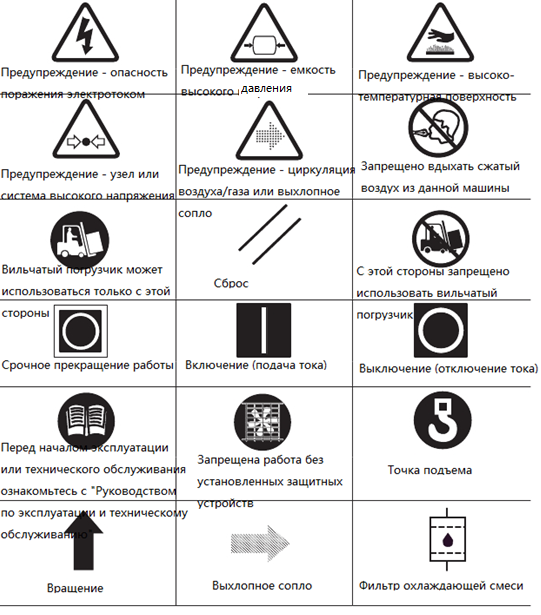 Предупреждение - опасность
поражения электротоком
Предупреждение - емкость
высокого давления
Предупреждение - высоко-
температурная поверхность
Предупреждение - узел или
система высокого напряжения
Предупреждение - циркуляция
воздуха/газа или выхлопное
сопло
Запрещено вдыхать сжатый
воздух из данной машины
Вильчатый погрузчик может
использоваться только с этой
стороны
Сброс
С этой стороны запрещено
использовать вильчатый
погрузчик
Срочное прекращение работы
Включение (подача тока)
Выключение (отключение тока)
Перед началом эксплуатации
или технического обслуживания
ознакомьтесь с "Руководством
по эксплуатации и техническому
обслуживанию"
Запрещена работа без
установленных защитных
устройств
Точка подъема
Вращение
Выхлопное сопло
Фильтр охлаждающей смеси